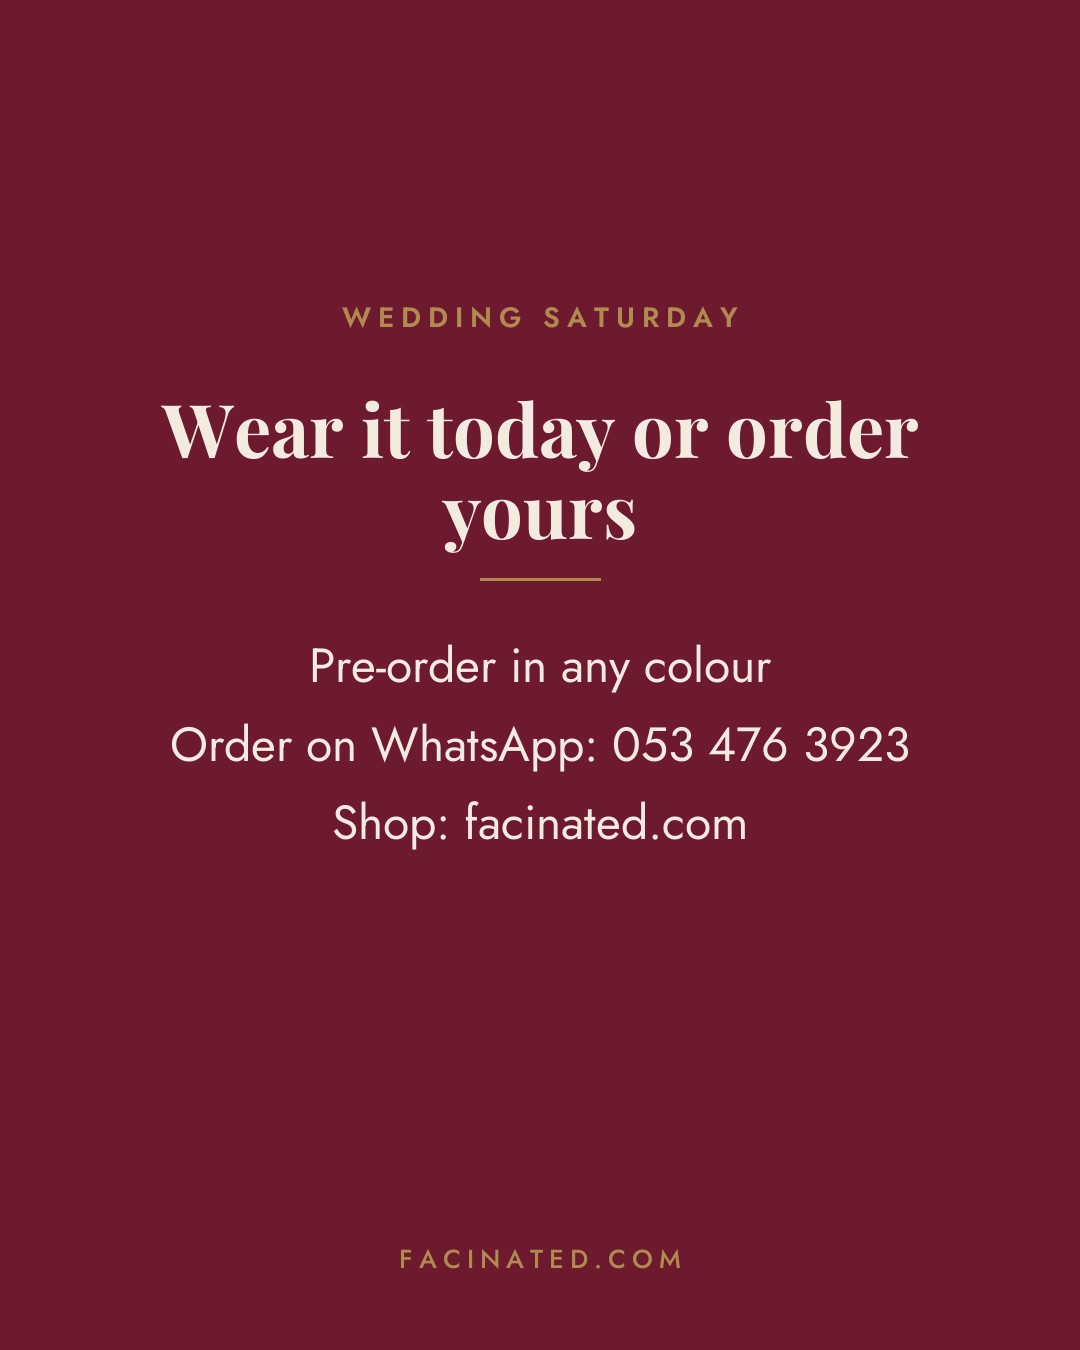 WEDDING SATURDAY
Wear it today or order
yours
Pre-order in any colour
Order on WhatsApp: 053 476 3923
Shop: facinated.com
FACINATED.COM